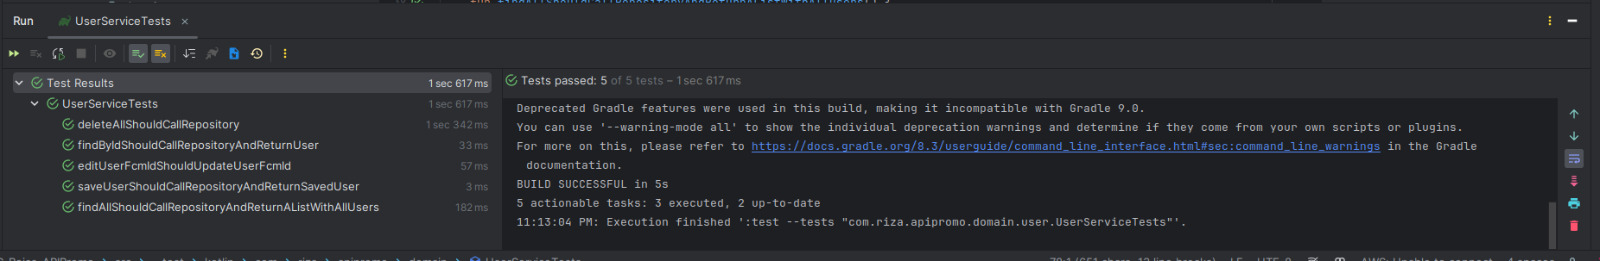 Run
UserServiceTests
Test Results 1 sec 617 ms
UserServiceTests 1 sec 617 ms
deleteAllShouldCallRepository 1 sec 342 ms
findByIdShouldCallRepositoryAndReturnUser 33 ms
editUserFcmIdShouldUpdateUserFcmId 57 ms
saveUserShouldCallRepositoryAndReturnSavedUser 3 ms
findAllShouldCallRepositoryAndReturnAListWithAllUsers 182 ms
Tests passed: 5 of 5 tests – 1 sec 617 ms
Deprecated Gradle features were used in this build, making it incompatible with Gradle 9.0.
You can use '--warning-mode all' to show the individual deprecation warnings and determine if they come from your own scripts or plugins.
For more on this, please refer to https://docs.gradle.org/8.3/userguide/command_line_interface.html#sec:command_line_warnings in the Gradle
documentation.
BUILD SUCCESSFUL in 5s
5 actionable tasks: 3 executed, 2 up-to-date
11:13:04 PM: Execution finished ':test --tests "com.riza.apipromo.domain.user.UserServiceTests"'.